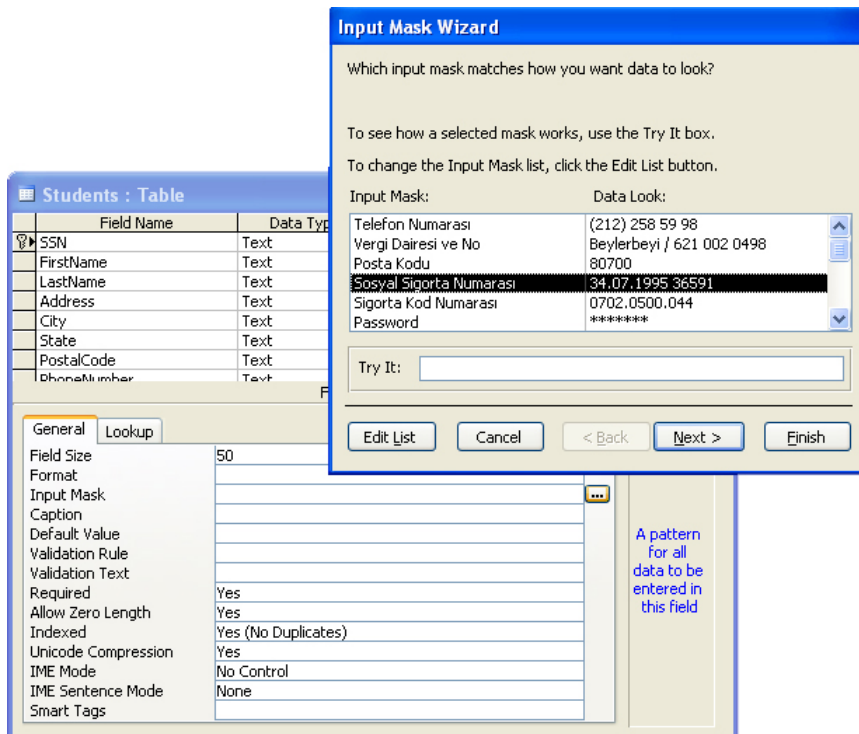 Input Mask Wizard
Which input mask matches how you want data to look?
To see how a selected mask works, use the Try It box.
To change the Input Mask list, click the Edit List button.
Input Mask: Data Look:
Telefon Numarası (212) 258 59 98
Vergi Dairesi ve No Beylerbeyi / 621 002 0498
Posta Kodu 80700
Sosyal Sigorta Numarası 34.07.1995 36591
Sigorta Kod Numarası 0702.0500.044
Password *******
Try It:
Edit List Cancel < Back Next > Finish
Students : Table
Field Name Data Typ
SSN Text
FirstName Text
LastName Text
Address Text
City Text
State Text
PostalCode Text
PhoneNumber Text
F
General Lookup
Field Size 50
Format
Input Mask ...
Caption
Default Value
Validation Rule
Validation Text
Required Yes
Allow Zero Length Yes
Indexed Yes (No Duplicates)
Unicode Compression Yes
IME Mode No Control
IME Sentence Mode None
Smart Tags
A pattern
for all
data to be
entered in
this field